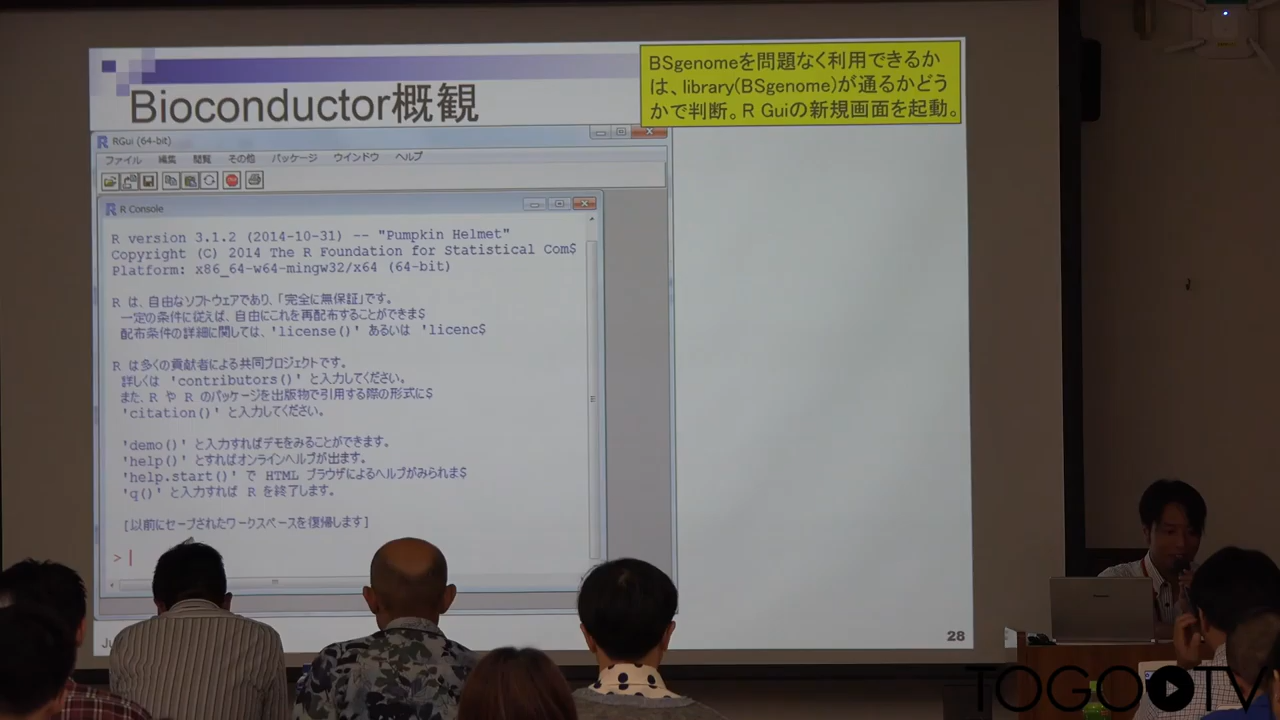 BSgenomeを問題なく利用できるか
は、library(BSgenome)が通るかどう
かで判断。R Guiの新規画面を起動。
Bioconductor概観
RGui (64-bit)
ファイル 編集 閲覧 その他 パッケージ ウインドウ ヘルプ
R Console
R version 3.1.2 (2014-10-31) -- "Pumpkin Helmet"
Copyright (C) 2014 The R Foundation for Statistical Com$
Platform: x86_64-w64-mingw32/x64 (64-bit)
R は、自由なソフトウェアであり、「完全に無保証」です。
一定の条件に従えば、自由にこれを再配布することができま$
配布条件の詳細に関しては、'license()' あるいは 'licenc$
R は多くの貢献者による共同プロジェクトです。
詳しくは 'contributors()' と入力してください。
また、R や R のパッケージを出版物で引用する際の形式に$
'citation()' と入力してください。
'demo()' と入力すればデモをみることができます。
'help()' とすればオンラインヘルプが出ます。
'help.start()' で HTML ブラウザによるヘルプがみられま$
'q()' と入力すれば R を終了します。
[以前にセーブされたワークスペースを復帰します]
>
28
TOGOTV